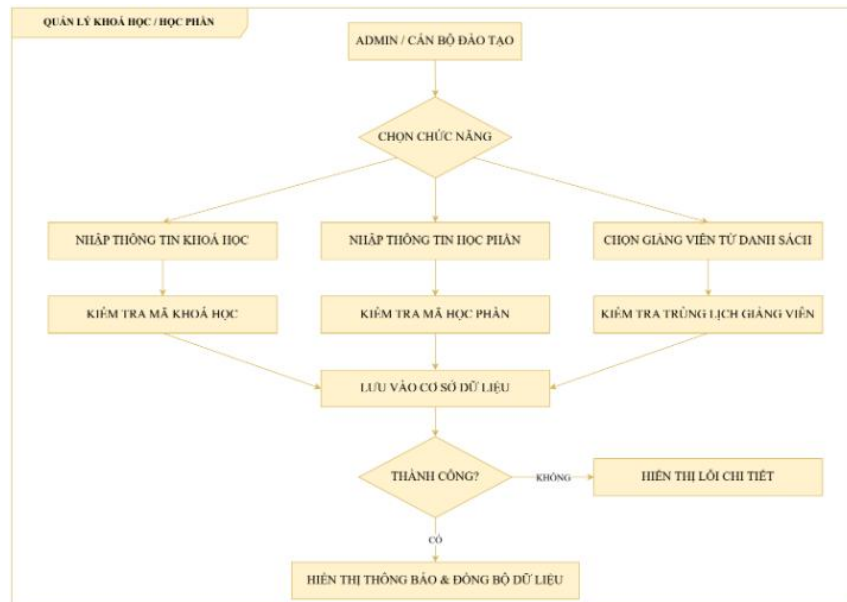 QUẢN LÝ KHOÁ HỌC / HỌC PHẦN
ADMIN / CÁN BỘ ĐÀO TẠO
CHỌN CHỨC NĂNG
NHẬP THÔNG TIN KHOÁ HỌC
NHẬP THÔNG TIN HỌC PHẦN
CHỌN GIẢNG VIÊN TỪ DANH SÁCH
KIỂM TRA MÃ KHOÁ HỌC
KIỂM TRA MÃ HỌC PHẦN
KIỂM TRA TRÙNG LỊCH GIẢNG VIÊN
LƯU VÀO CƠ SỞ DỮ LIỆU
THÀNH CÔNG?
KHÔNG
HIỂN THỊ LỖI CHI TIẾT
CÓ
HIỂN THỊ THÔNG BÁO & ĐỒNG BỘ DỮ LIỆU